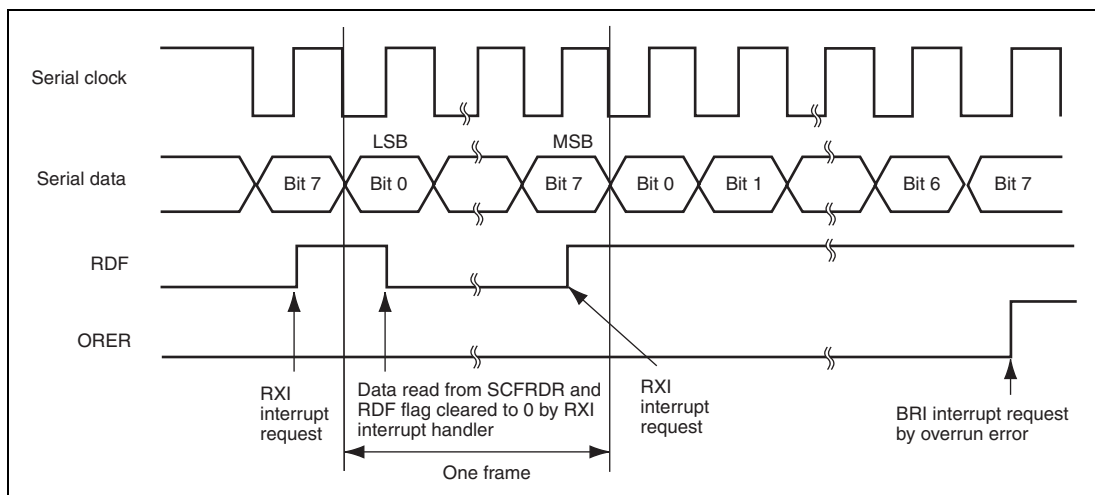 Serial clock
LSB MSB
Serial data Bit 7 Bit 0 Bit 7 Bit 0 Bit 1 Bit 6 Bit 7
RDF
ORER
RXI
interrupt
request
Data read from SCFRDR and
RDF flag cleared to 0 by RXI
interrupt handler
RXI
interrupt
request
BRI interrupt request
by overrun error
One frame